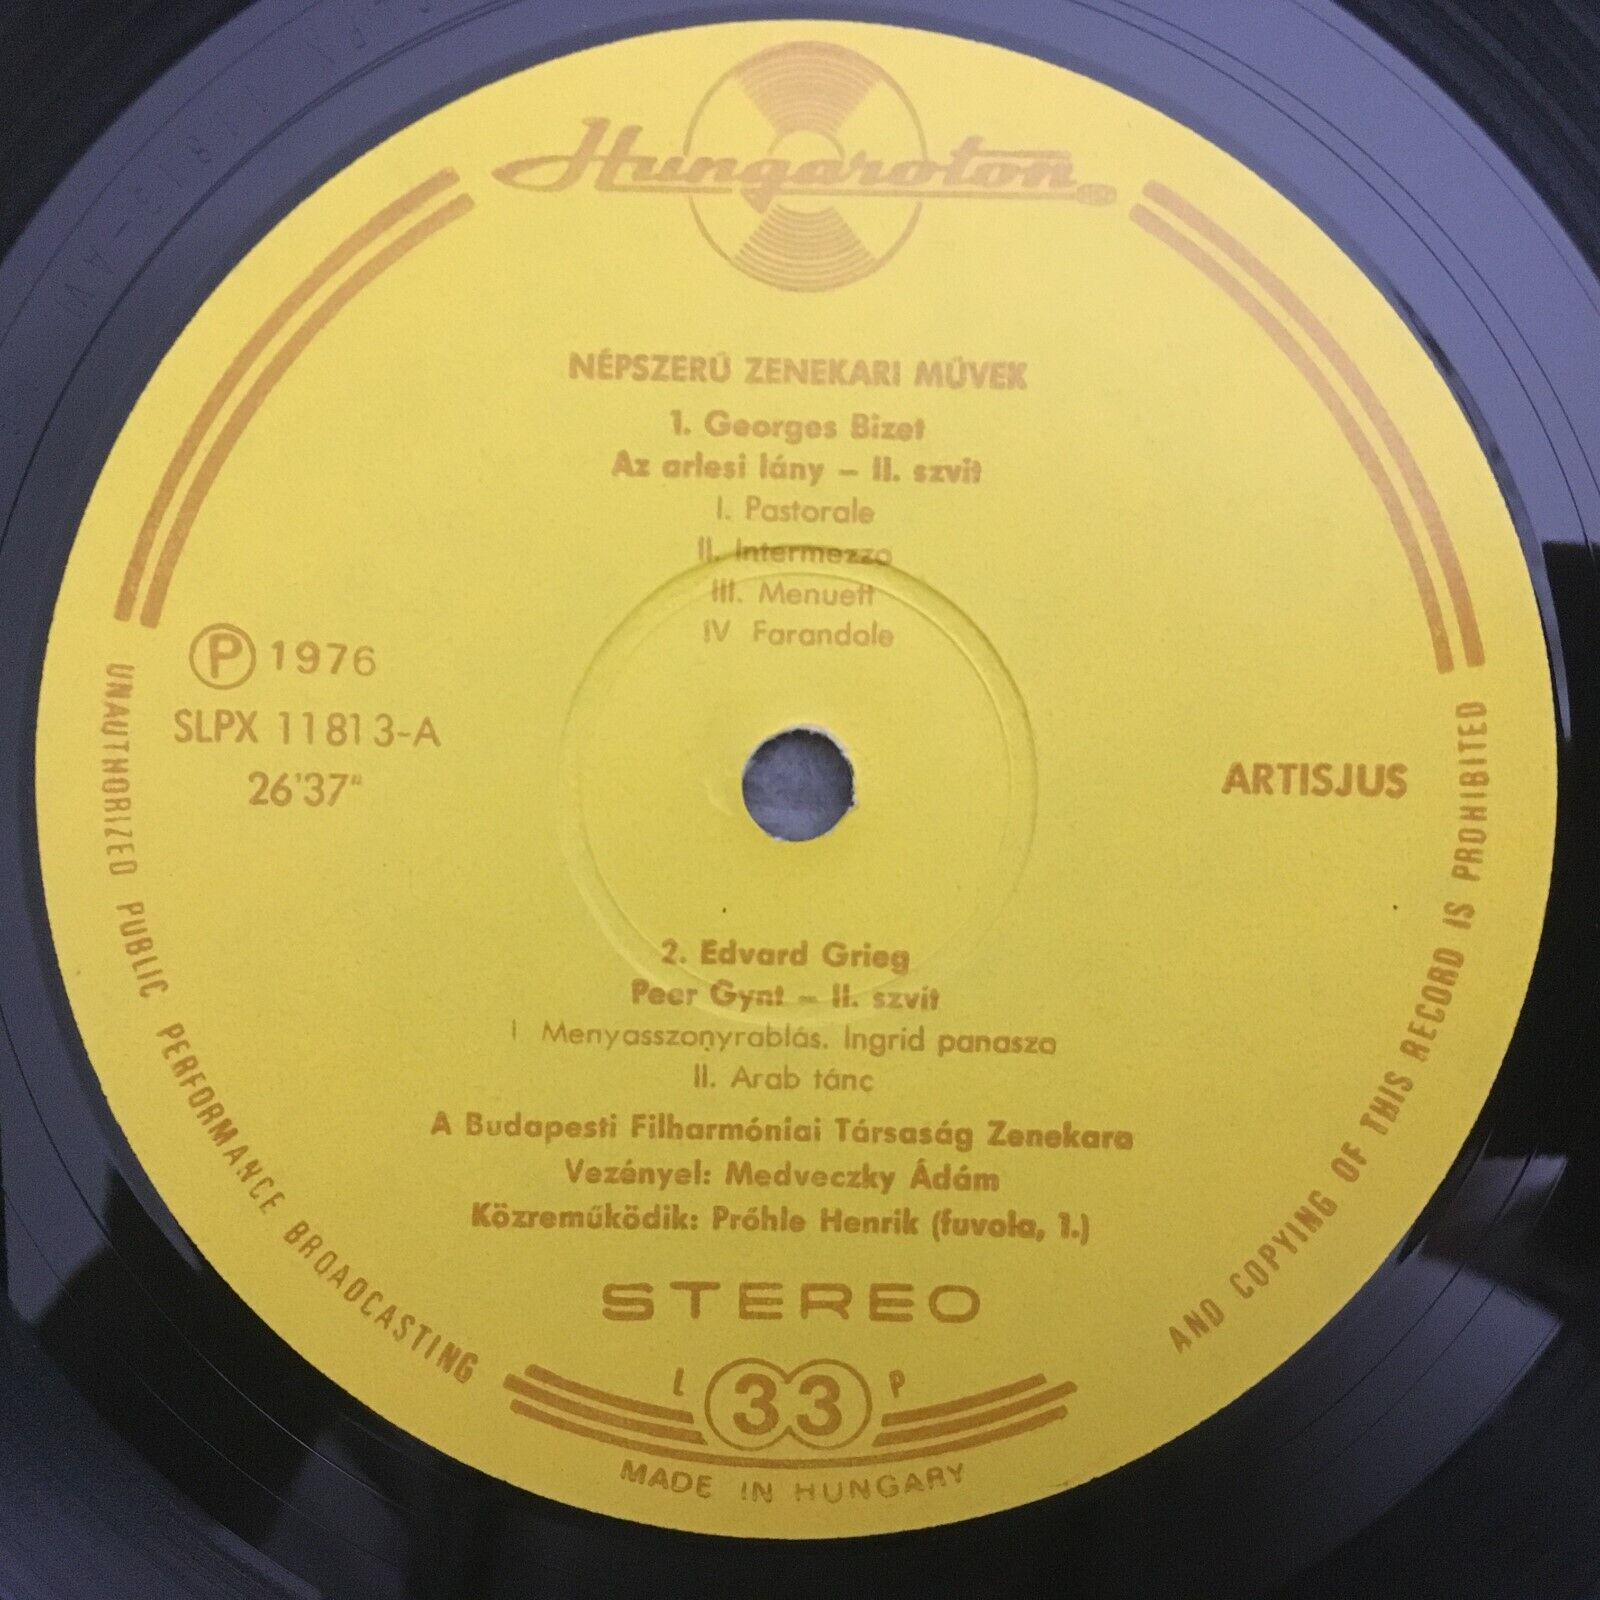 Hungaroton
NÉPSZERŰ ZENEKARI MŰVEK
1. Georges Bizet
Az arlesi lány – II. szvit
I. Pastorale
II. Intermezzo
III. Menuett
IV Farandole
Ⓟ 1976
SLPX 11813-A
26'37"
ARTISJUS
2. Edvard Grieg
Peer Gynt – II. szvit
I Menyasszonyrablás. Ingrid panasza
II. Arab tánc
A Budapesti Filharmóniai Társaság Zenekara
Vezényel: Medveczky Ádám
Közreműködik: Prőhle Henrik (fuvola, 1.)
STEREO
L 33 P
MADE IN HUNGARY
UNAUTHORIZED PUBLIC PERFORMANCE BROADCASTING
AND COPYING OF THIS RECORD IS PROHIBITED